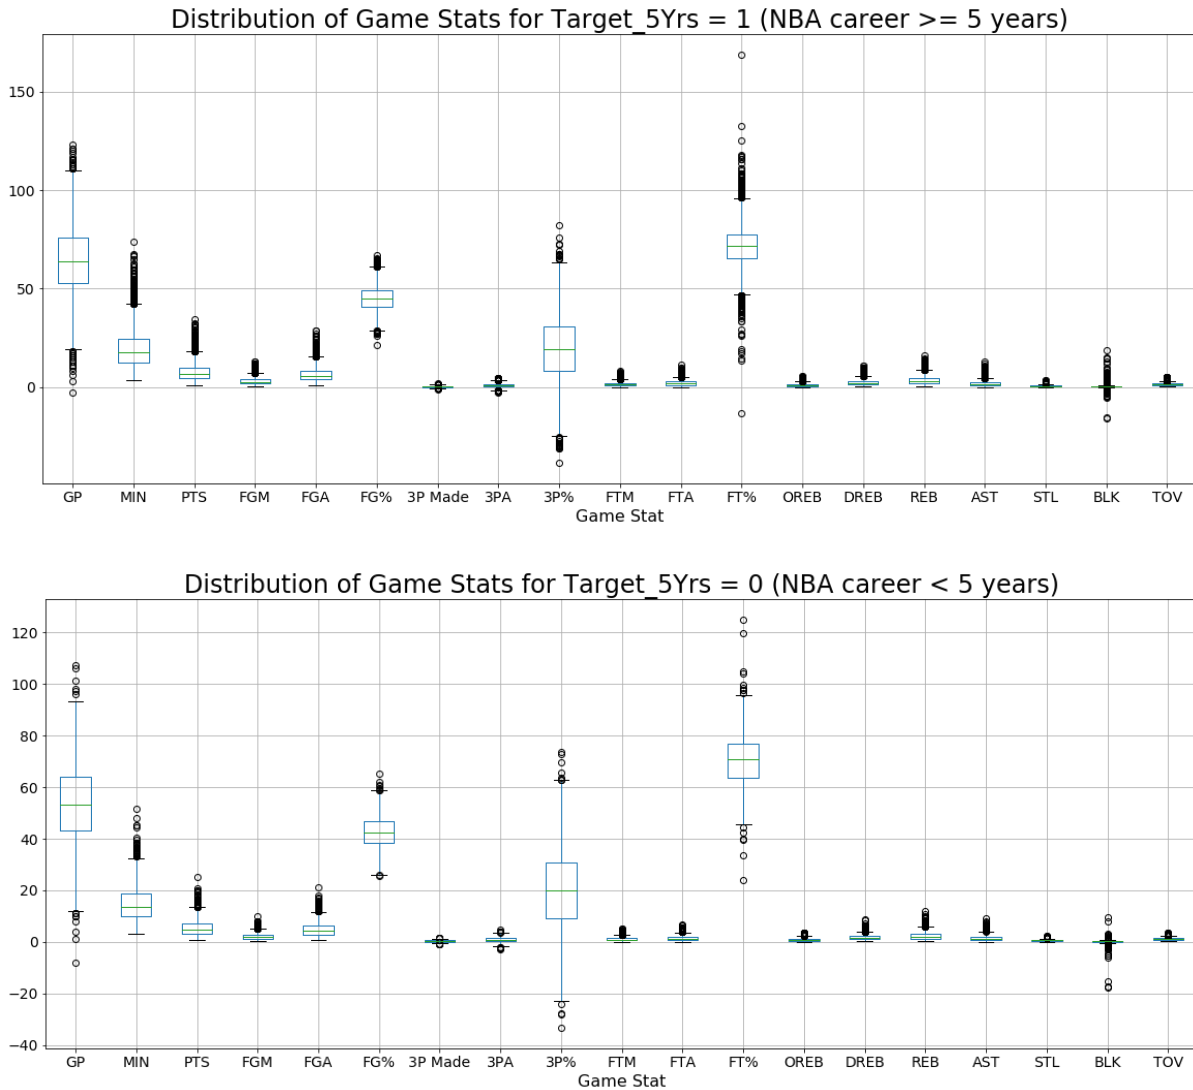 Distribution of Game Stats for Target_5Yrs = 1 (NBA career >= 5 years)
150
100
50
0
GP MIN PTS FGM FGA FG% 3P Made 3PA 3P% FTM FTA FT% OREB DREB REB AST STL BLK TOV
Game Stat
Distribution of Game Stats for Target_5Yrs = 0 (NBA career < 5 years)
120
100
80
60
40
20
0
−20
−40
GP MIN PTS FGM FGA FG% 3P Made 3PA 3P% FTM FTA FT% OREB DREB REB AST STL BLK TOV
Game Stat